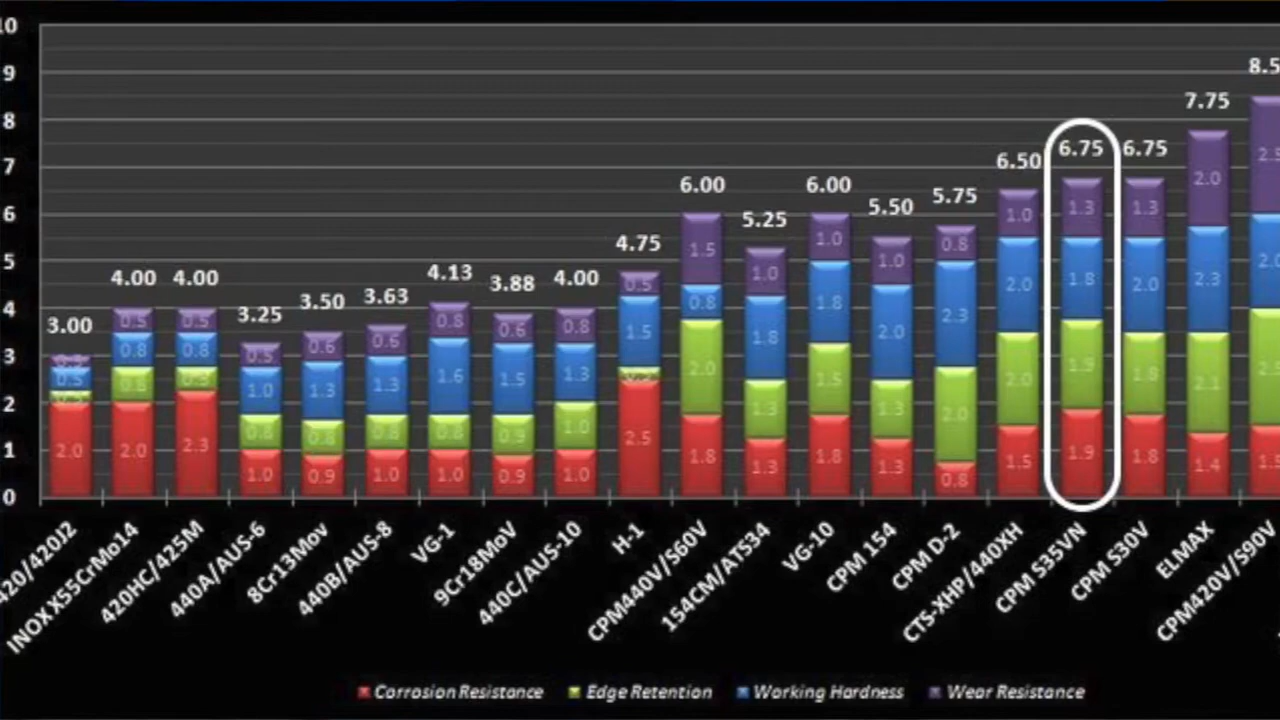 10
9
8
7
6
5
4
3
2
1
0
3.00
4.00
4.00
3.25
3.50
3.63
4.13
3.88
4.00
4.75
6.00
5.25
6.00
5.50
5.75
6.50
6.75
6.75
7.75
8.5
0.5 0.5 0.5 0.5 0.6 0.6 0.8 0.6 0.8 0.5 1.5 1.0 1.0 1.0 0.8 1.0 1.3 1.3 2.0 2.5
0.5 0.8 0.8 1.0 1.3 1.3 1.6 1.5 1.3 1.5 0.8 1.8 1.8 2.0 2.3 2.0 1.8 2.0 2.3 2.0
0.8 0.5 0.8 0.8 0.8 0.8 0.9 1.0 2.0 1.3 1.5 1.3 2.0 2.0 1.9 1.8 2.1 2.5
2.0 2.0 2.3 1.0 0.9 1.0 1.0 0.9 1.0 2.5 1.8 1.3 1.8 1.3 0.8 1.5 1.9 1.8 1.4 1.5
420/420J2
INOX X55CrMo14
420HC/425M
440A/AUS-6
8Cr13Mov
440B/AUS-8
VG-1
9Cr18MoV
440C/AUS-10
H-1
CPM440V/S60V
154CM/ATS34
VG-10
CPM 154
CPM D-2
CTS-XHP/440XH
CPM S35VN
CPM S30V
ELMAX
CPM420V/S90V
Corrosion Resistance Edge Retention Working Hardness Wear Resistance